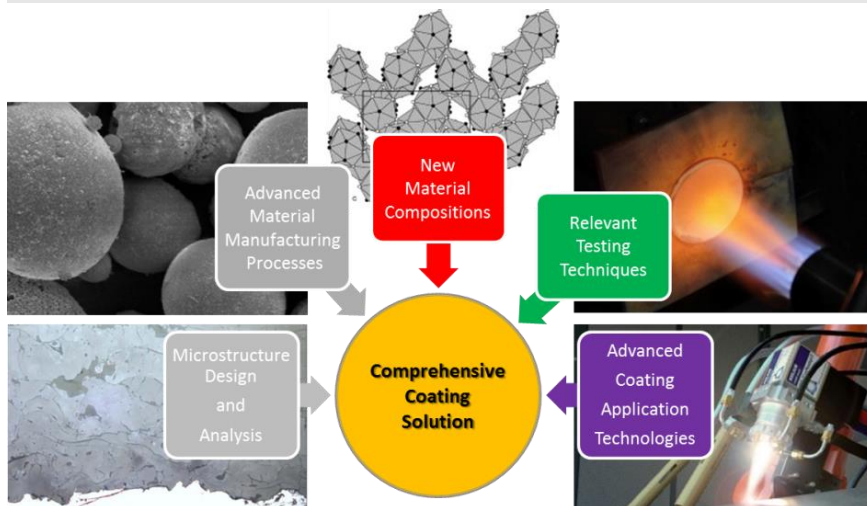 New
Material
Compositions
Advanced
Material
Manufacturing
Processes
Relevant
Testing
Techniques
Microstructure
Design
and
Analysis
Comprehensive
Coating
Solution
Advanced
Coating
Application
Technologies